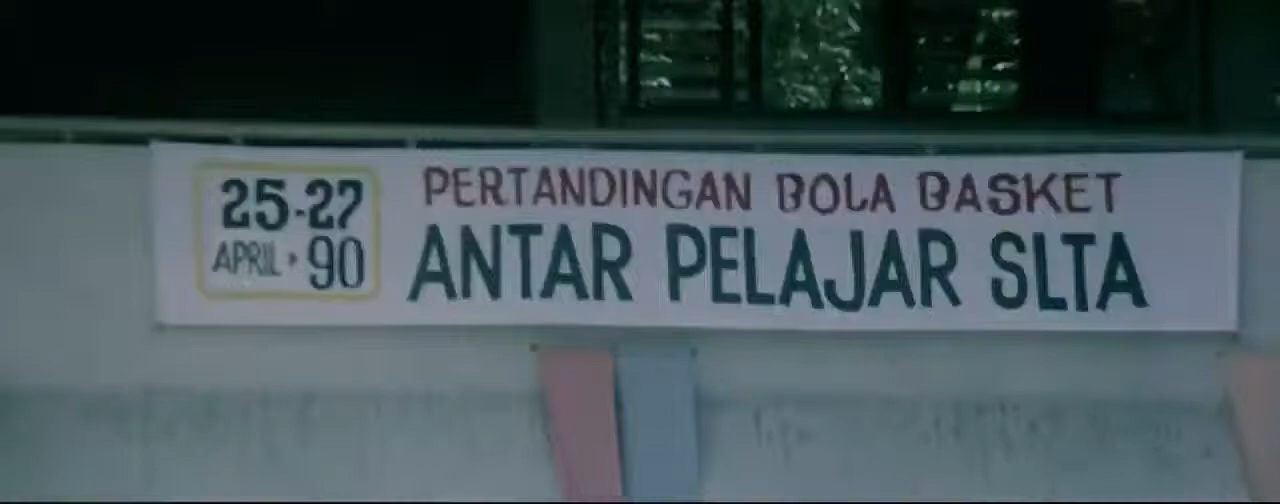 25-27
APRIL · 90
PERTANDINGAN BOLA BASKET
ANTAR PELAJAR SLTA